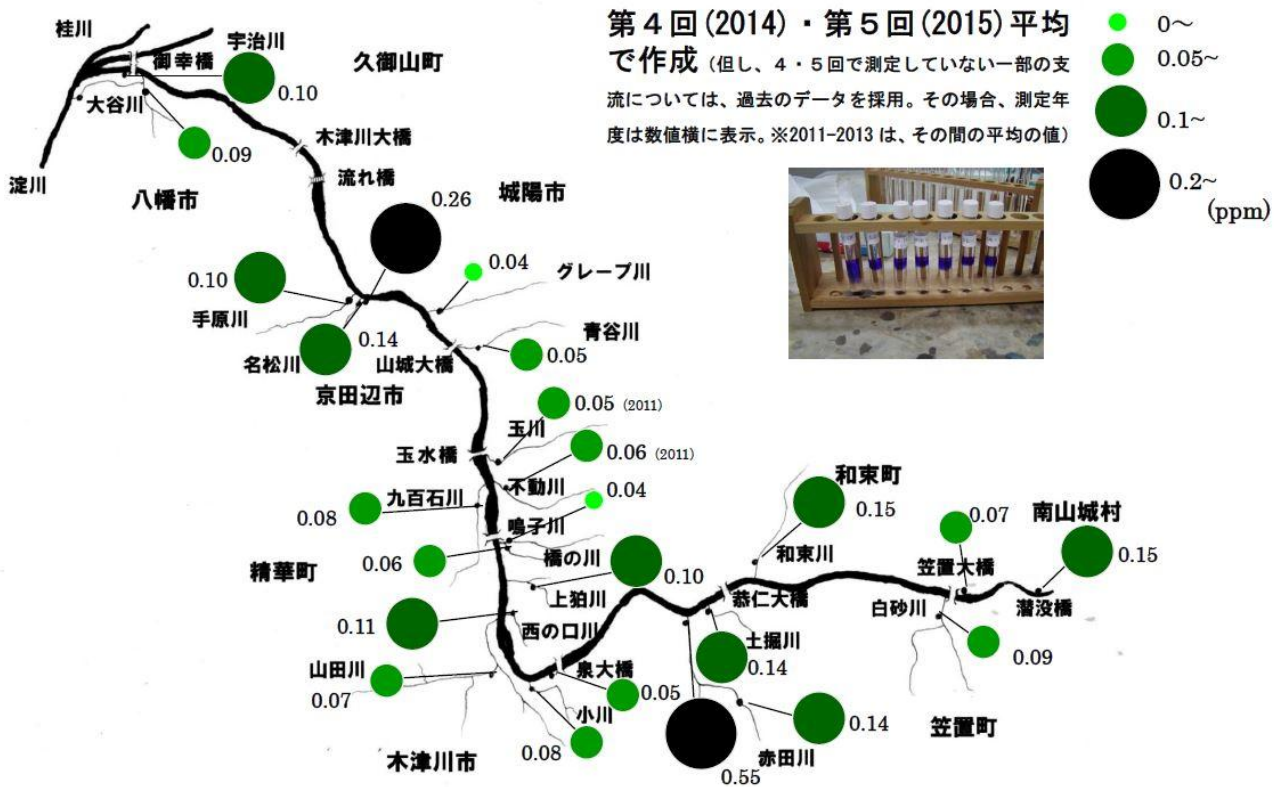 第4回(2014)・第5回(2015)平均
で作成(但し、4・5回で測定していない一部の支
流については、過去のデータを採用。その場合、測定年
度は数値横に表示。※2011-2013は、その間の平均の値)
0～
0.05~
0.1~
0.2~
(ppm)
桂川
宇治川
御幸橋
久御山町
0.10
大谷川
0.09
木津川大橋
淀川
八幡市
流れ橋
城陽市
0.26
0.04
グレープ川
0.10
手原川
0.14
青谷川
名松川
山城大橋
0.05
京田辺市
0.05 (2011)
玉川
玉水橋
0.06 (2011)
九百石川
不動川
0.04
0.08
鳴子川
精華町
0.06
橋の川
0.10
上狛川
0.11
西の口川
山田川
0.07
泉大橋
0.05
小川
0.08
木津川市
和束町
0.15
和束川
0.07
南山城村
笠置大橋
0.15
恭仁大橋
白砂川
潜没橋
土掘川
0.14
0.09
0.14
笠置町
赤田川
0.55